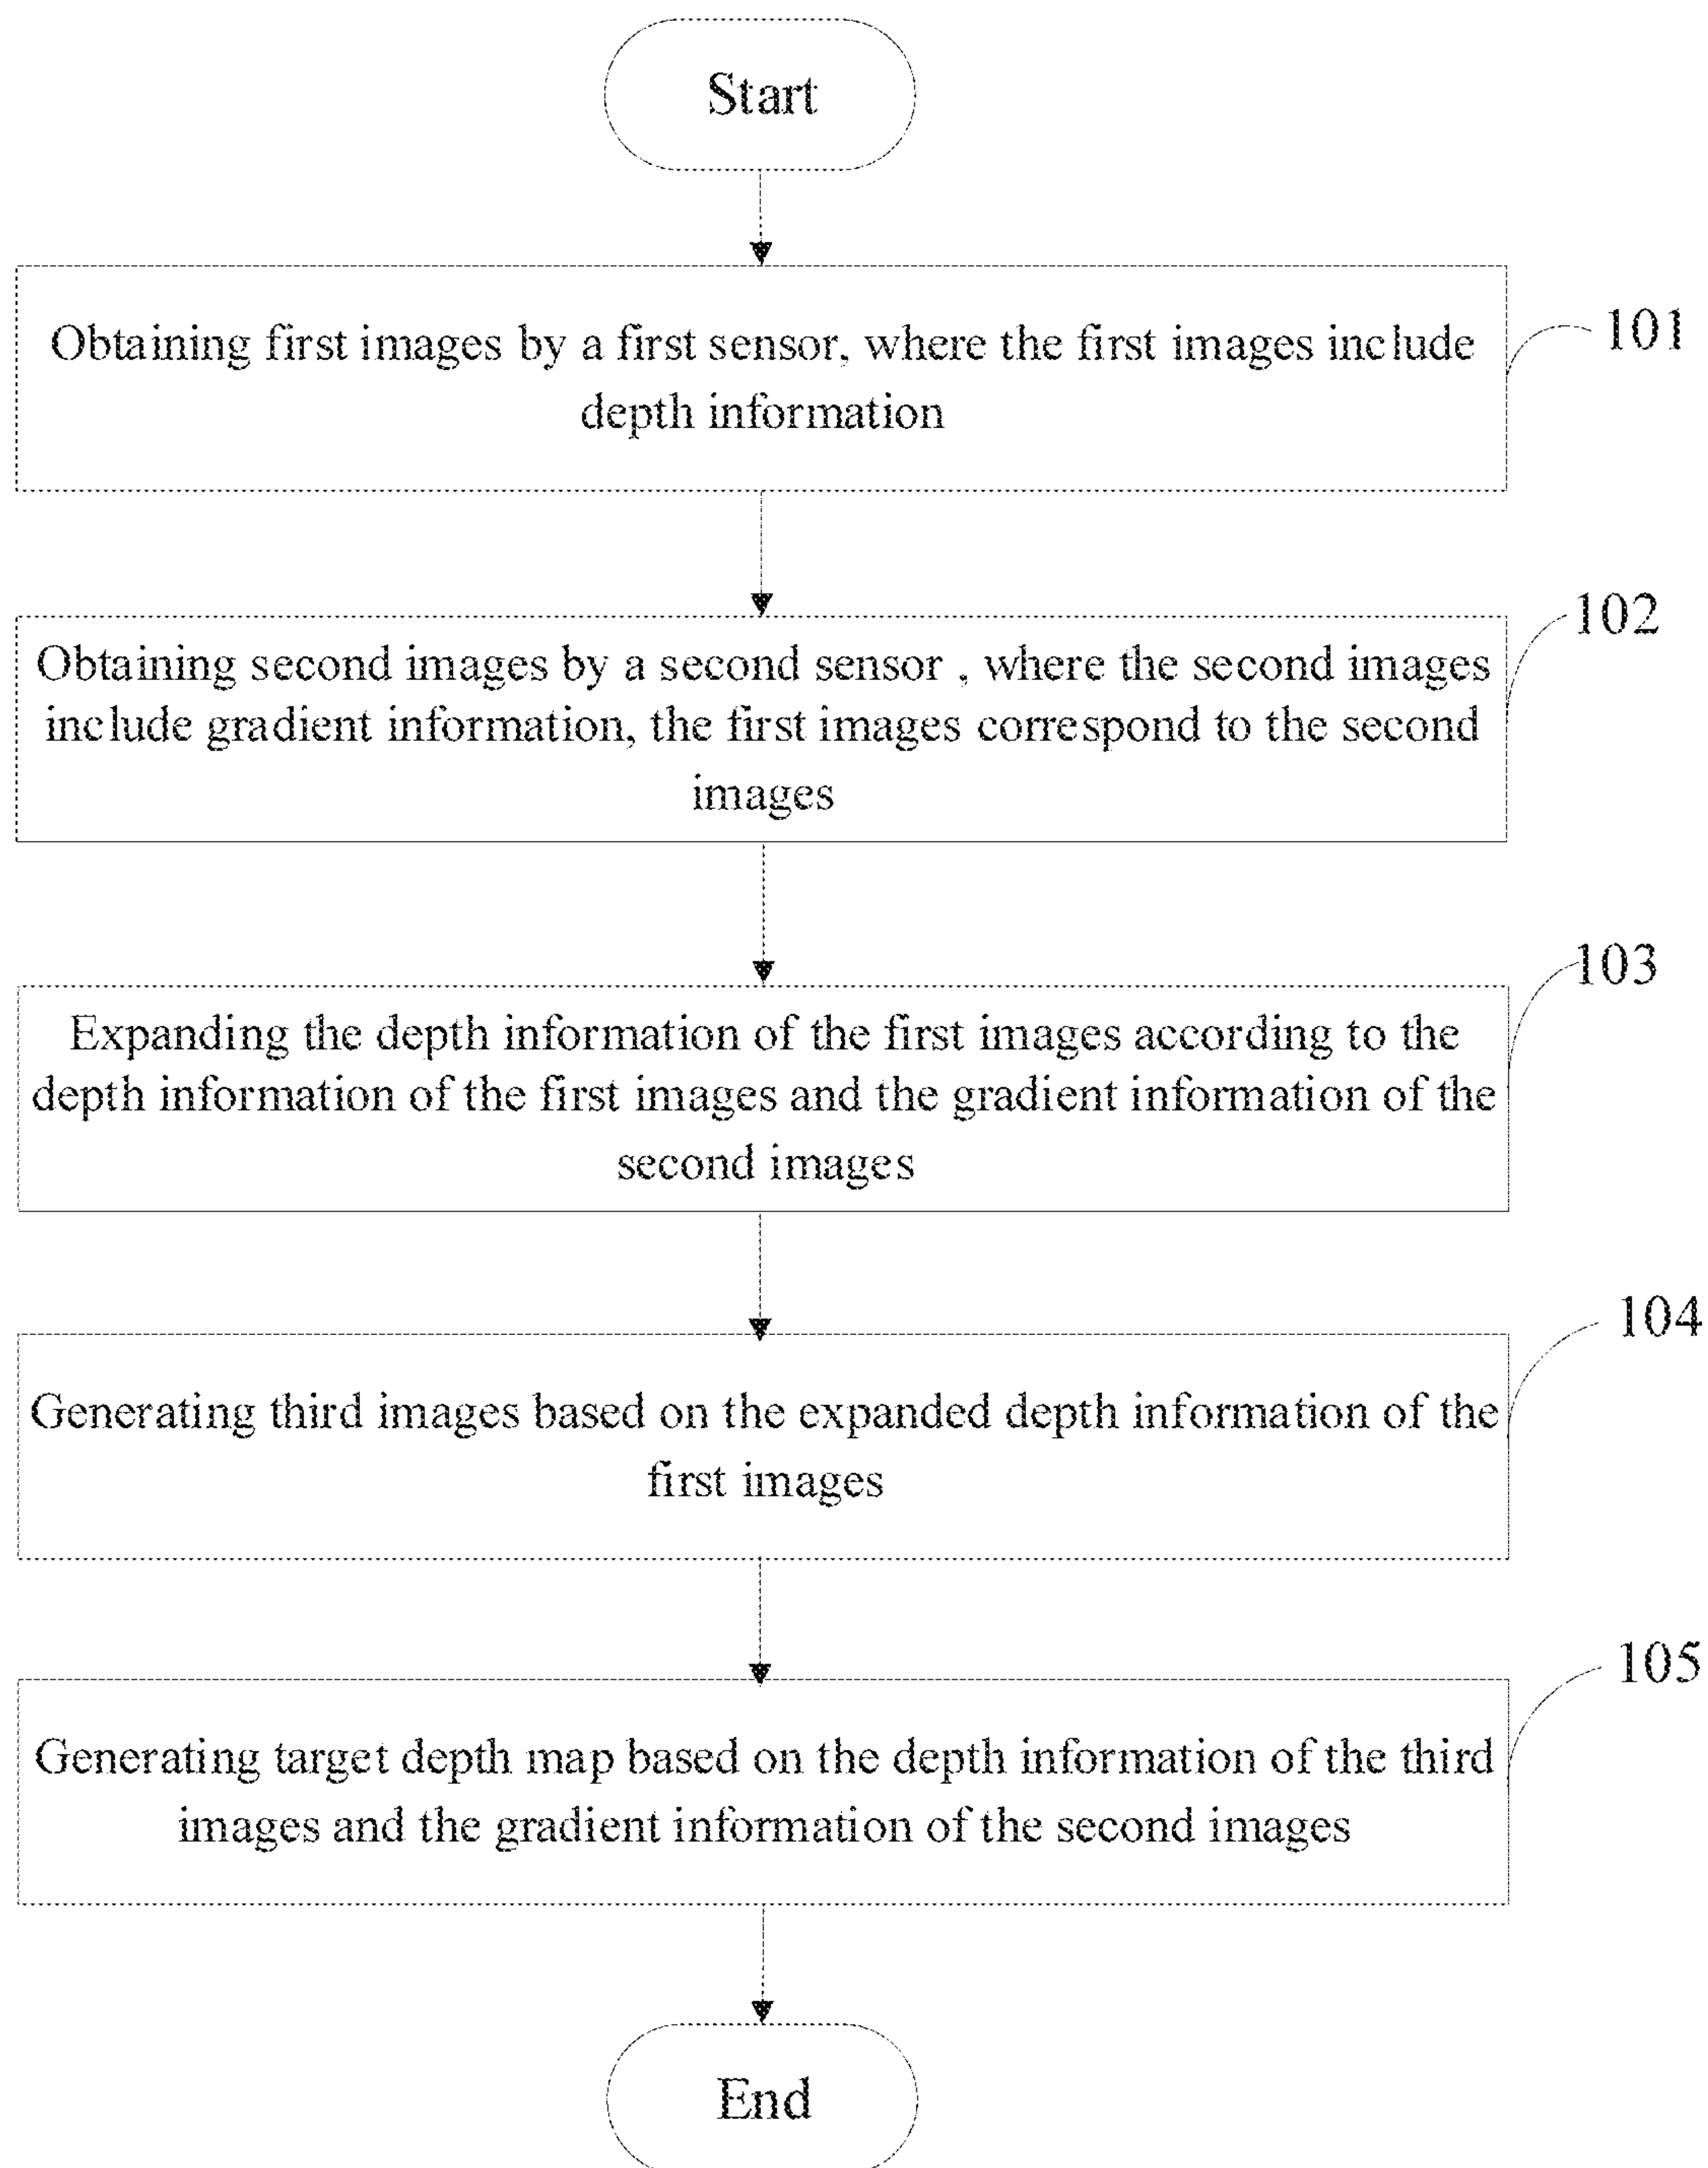 Start
Obtaining first images by a first sensor, where the first images include
depth information
101
Obtaining second images by a second sensor , where the second images
include gradient information, the first images correspond to the second
images
102
Expanding the depth information of the first images according to the
depth information of the first images and the gradient information of the
second images
103
Generating third images based on the expanded depth information of the
first images
104
Generating target depth map based on the depth information of the third
images and the gradient information of the second images
105
End